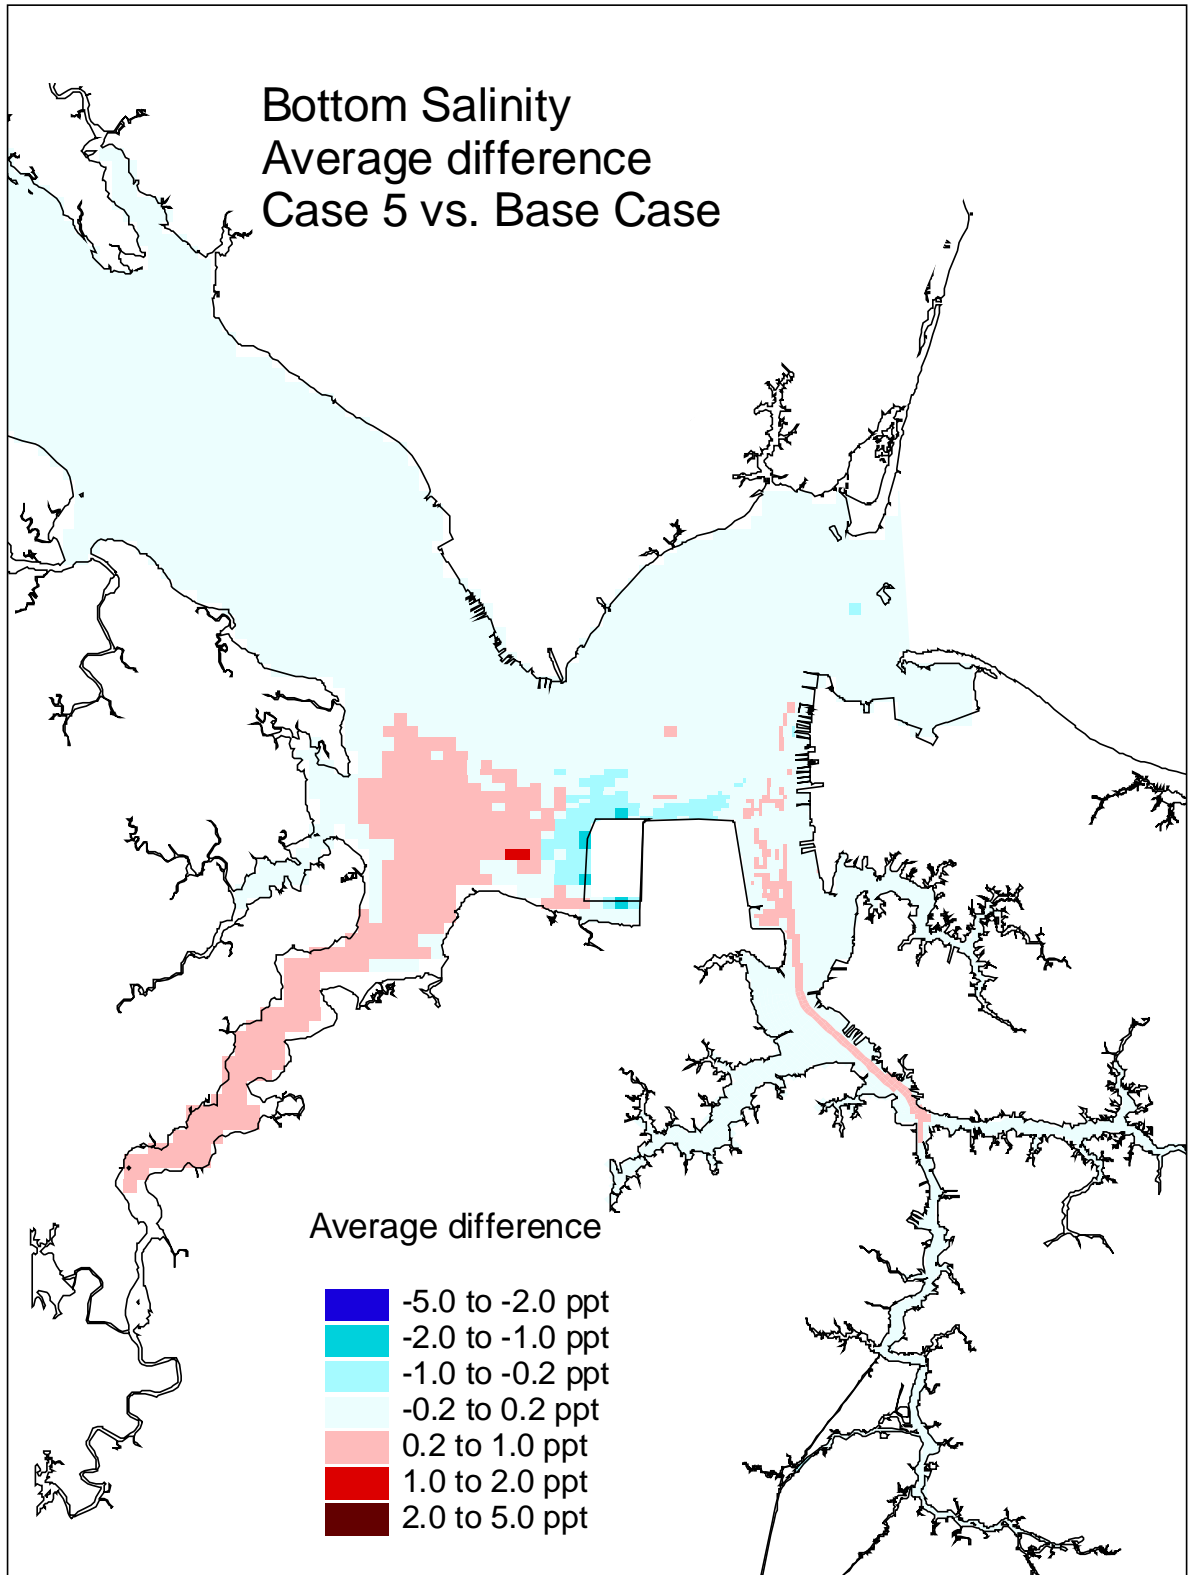 Bottom Salinity
Average difference
Case 5 vs. Base Case
Average difference
-5.0 to -2.0 ppt
-2.0 to -1.0 ppt
-1.0 to -0.2 ppt
-0.2 to 0.2 ppt
0.2 to 1.0 ppt
1.0 to 2.0 ppt
2.0 to 5.0 ppt